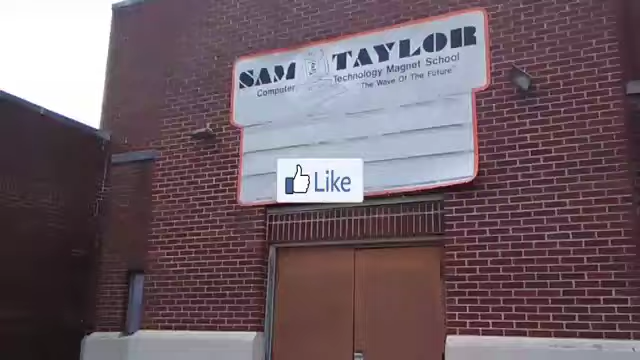 SAM TAYLOR
Computer Technology Magnet School
"The Wave Of The Future"
Like